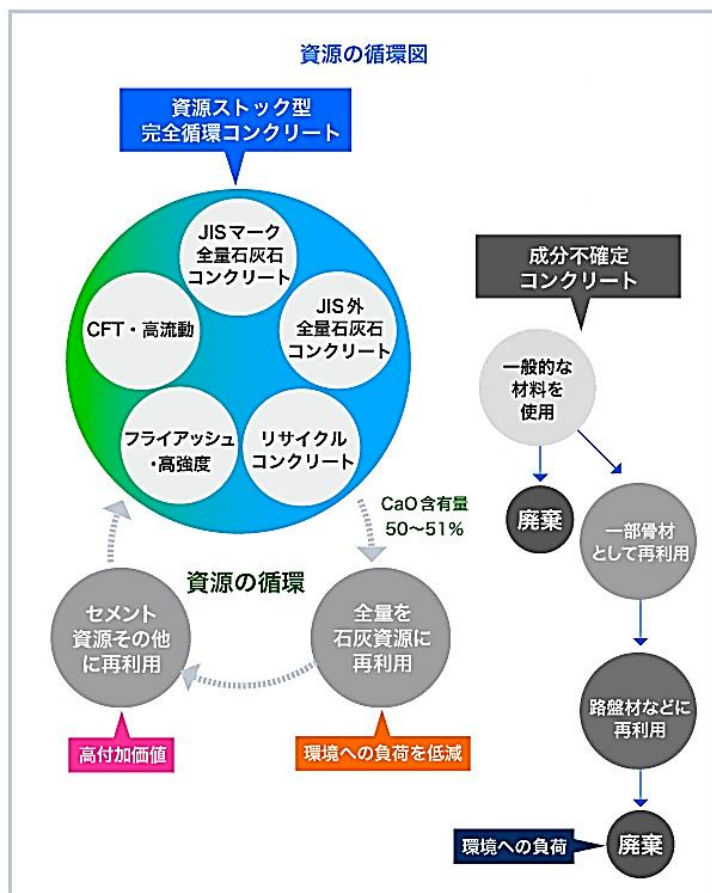 資源の循環図
資源ストック型
完全循環コンクリート
JISマーク
全量石灰石
コンクリート
CFT・高流動
JIS外
全量石灰石
コンクリート
フライアッシュ
・高強度
リサイクル
コンクリート
CaO含有量
50〜51%
資源の循環
セメント
資源その他
に再利用
全量を
石灰資源に
再利用
高付加価値
環境への負荷を低減
成分不確定
コンクリート
一般的な
材料を
使用
廃棄
一部骨材
として再利用
路盤材などに
再利用
環境への負荷
廃棄